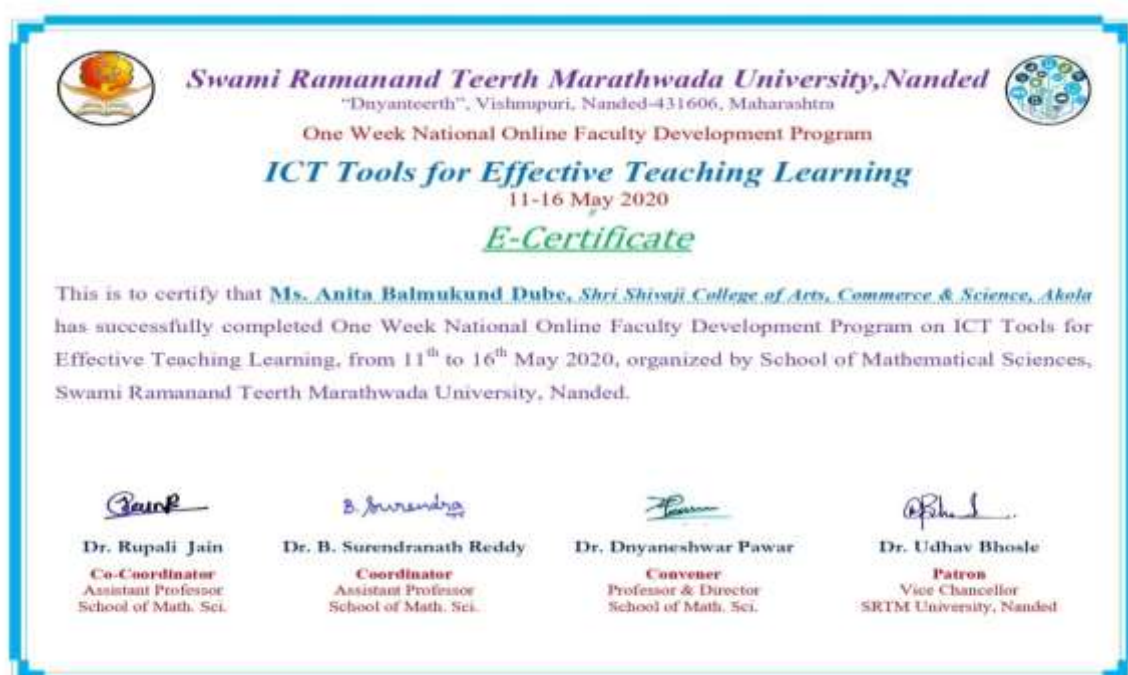 Swami Ramanand Teerth Marathwada University,Nanded
"Dnyanteerth", Vishnupuri, Nanded-431606, Maharashtra
One Week National Online Faculty Development Program
ICT Tools for Effective Teaching Learning
11-16 May 2020
E-Certificate
This is to certify that Ms. Anita Balmukund Dube, Shri Shivaji College of Arts, Commerce & Science, Akola
has successfully completed One Week National Online Faculty Development Program on ICT Tools for
Effective Teaching Learning, from 11th to 16th May 2020, organized by School of Mathematical Sciences,
Swami Ramanand Teerth Marathwada University, Nanded.
B. Surendra
Dr. Rupali Jain Dr. B. Surendranath Reddy Dr. Dnyaneshwar Pawar Dr. Udhav Bhosle
Co-Coordinator Coordinator Convener Patron
Assistant Professor Assistant Professor Professor & Director Vice Chancellor
School of Math. Sci. School of Math. Sci. School of Math. Sci. SRTM University, Nanded